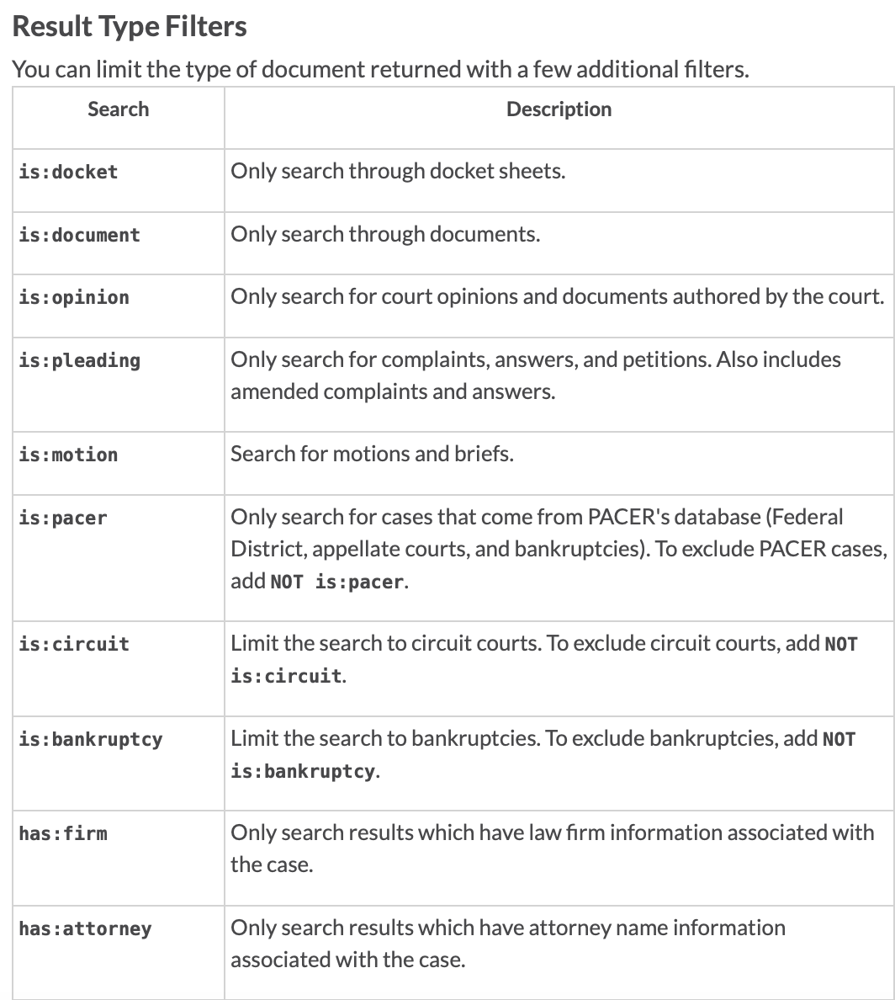 Result Type Filters
You can limit the type of document returned with a few additional filters.
Search Description
is:docket Only search through docket sheets.
is:document Only search through documents.
is:opinion Only search for court opinions and documents authored by the court.
is:pleading Only search for complaints, answers, and petitions. Also includes
amended complaints and answers.
is:motion Search for motions and briefs.
is:pacer Only search for cases that come from PACER's database (Federal
District, appellate courts, and bankruptcies). To exclude PACER cases,
add NOT is:pacer.
is:circuit Limit the search to circuit courts. To exclude circuit courts, add NOT
is:circuit.
is:bankruptcy Limit the search to bankruptcies. To exclude bankruptcies, add NOT
is:bankruptcy.
has:firm Only search results which have law firm information associated with
the case.
has:attorney Only search results which have attorney name information
associated with the case.